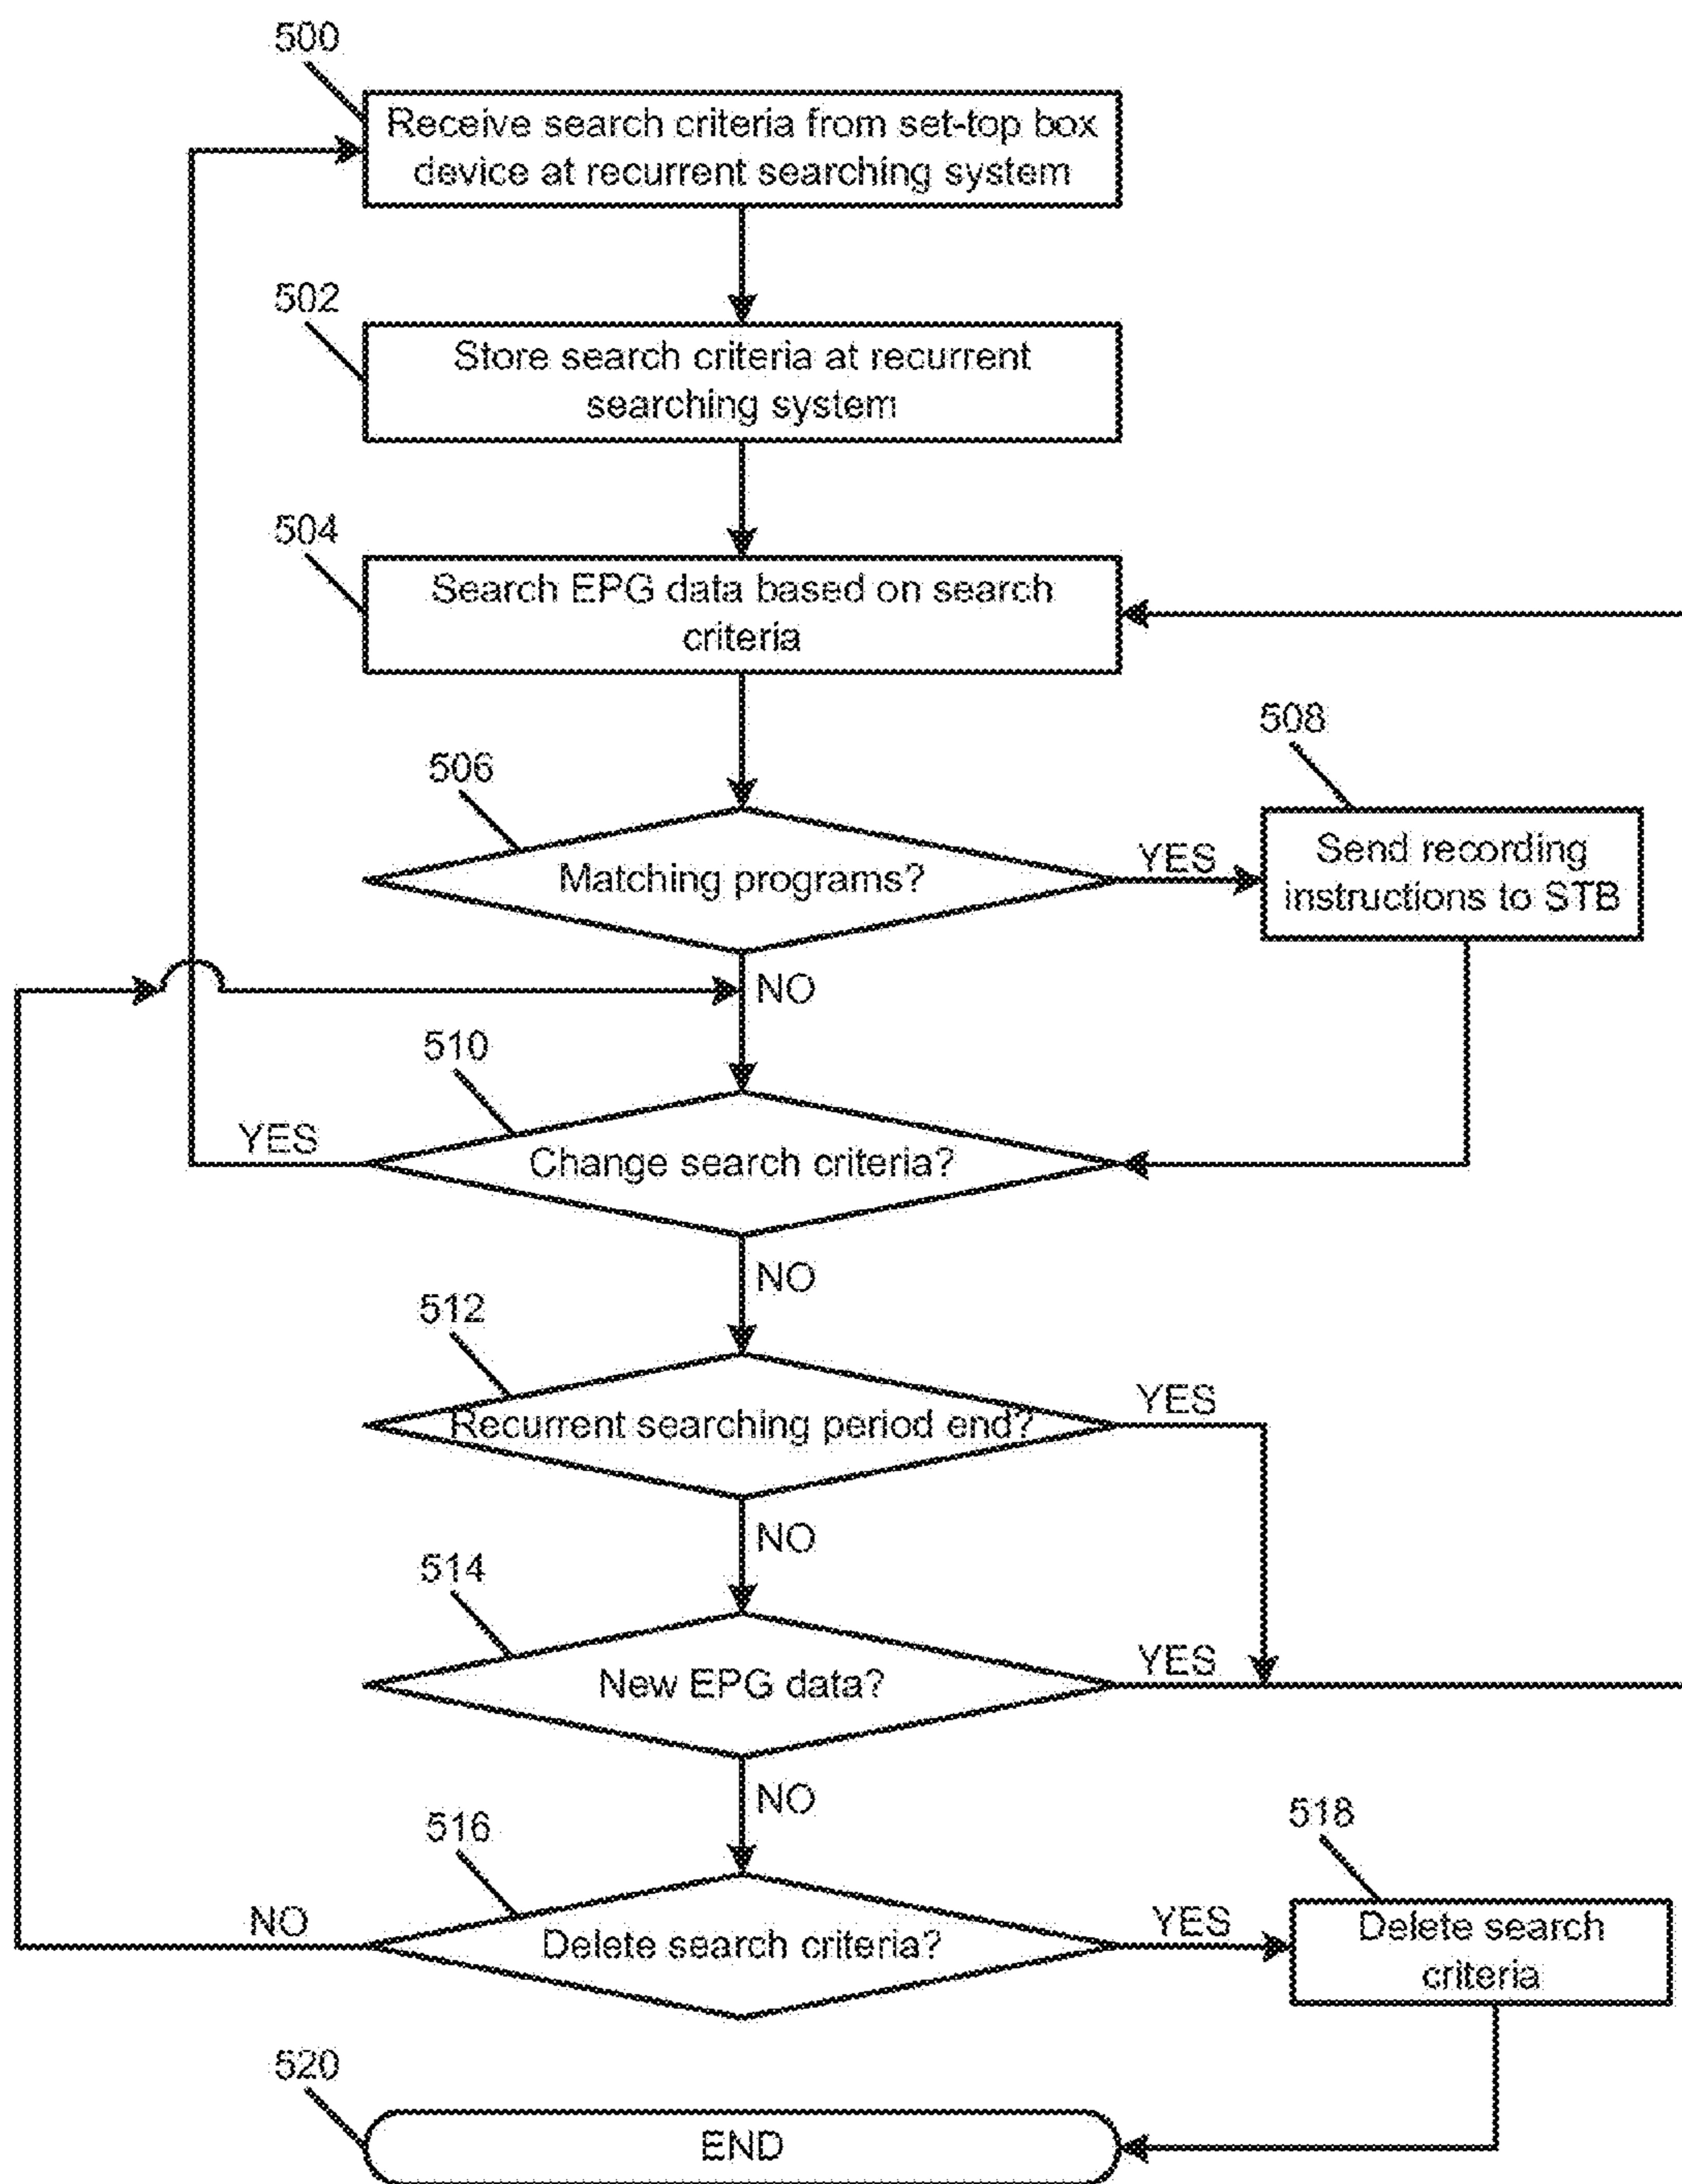 500
Receive search criteria from set-top box
device at recurrent searching system
502
Store search criteria at recurrent
searching system
504
Search EPG data based on search
criteria
506
Matching programs?
YES
508
Send recording
instructions to STB
NO
510
YES
Change search criteria?
NO
512
Recurrent searching period end?
YES
NO
514
New EPG data?
YES
NO
516
NO
Delete search criteria?
YES
518
Delete search
criteria
520
END